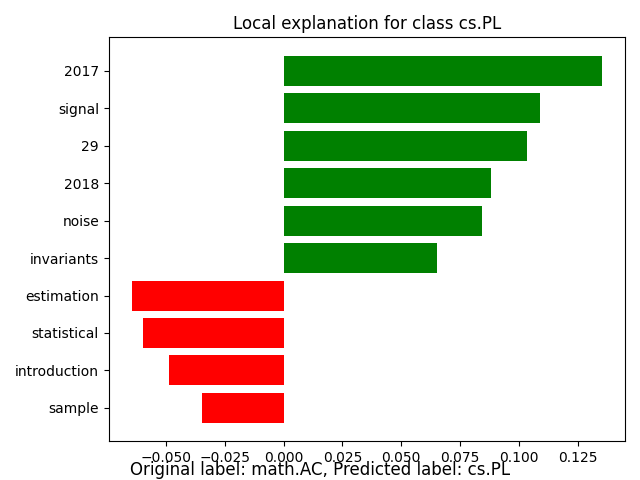 Local explanation for class cs.PL
2017
signal
29
2018
noise
invariants
estimation
statistical
introduction
sample
−0.050 −0.025 0.000 0.025 0.050 0.075 0.100 0.125
Original label: math.AC, Predicted label: cs.PL